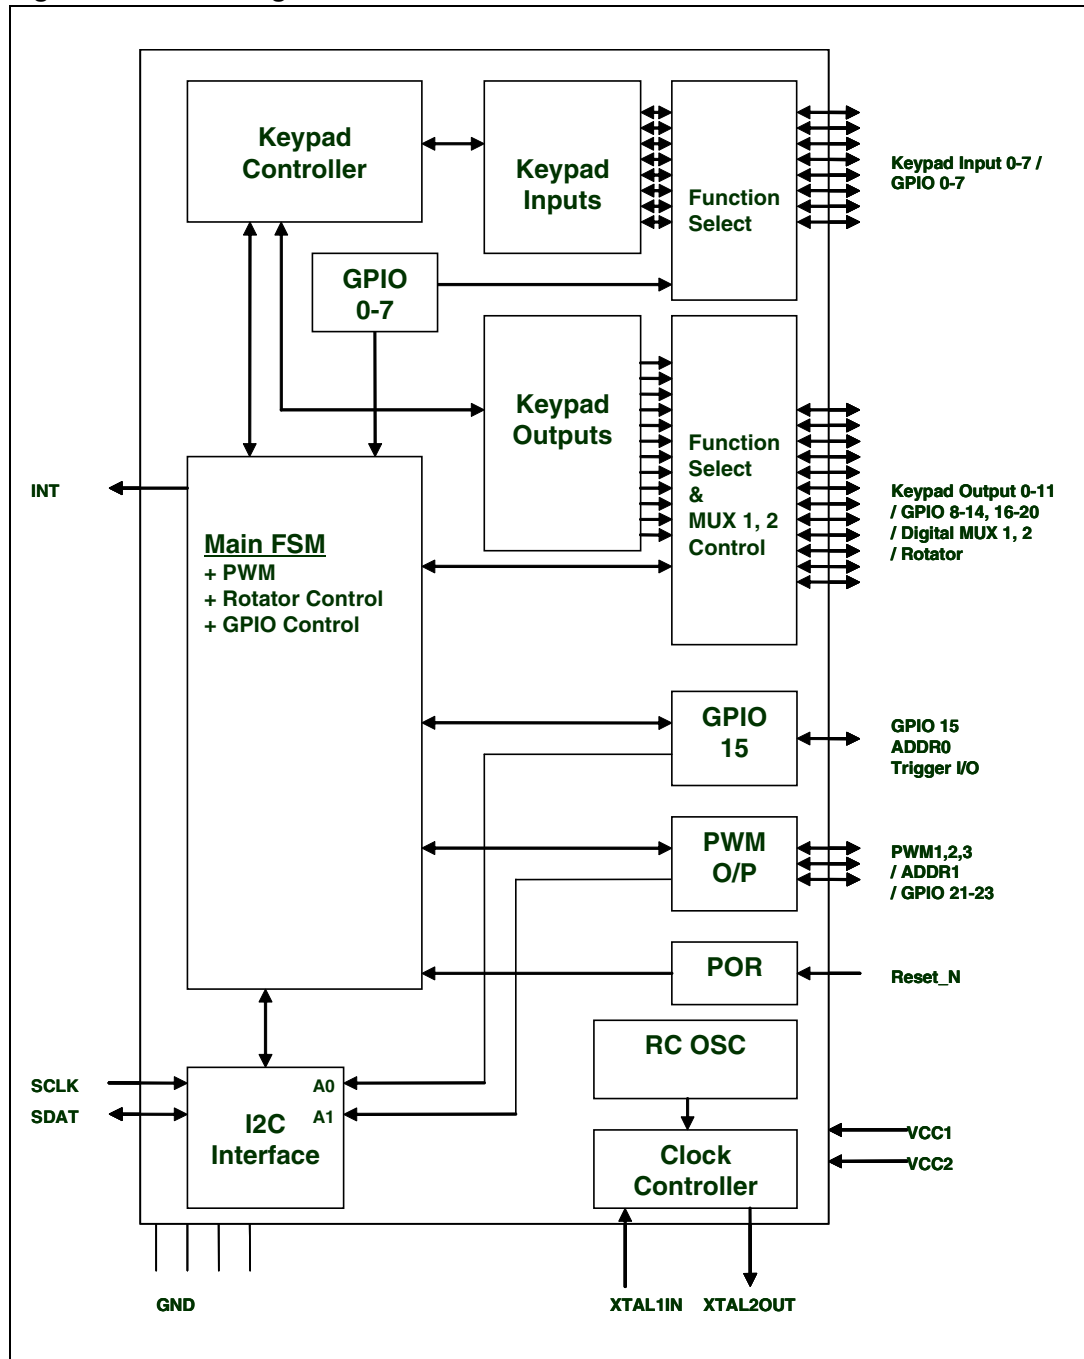 Keypad
Controller
Keypad
Inputs
Function
Select
Keypad Input 0-7 /
GPIO 0-7
GPIO
0-7
Keypad
Outputs
Function
Select
&
MUX 1, 2
Control
Keypad Output 0-11
/ GPIO 8-14, 16-20
/ Digital MUX 1, 2
/ Rotator
INT
Main FSM
+ PWM
+ Rotator Control
+ GPIO Control
GPIO
15
GPIO 15
ADDR0
Trigger I/O
PWM
O/P
PWM1,2,3
/ ADDR1
/ GPIO 21-23
POR
Reset_N
RC OSC
SCLK
SDAT
A0
A1
I2C
Interface
Clock
Controller
VCC1
VCC2
GND
XTAL1IN
XTAL2OUT